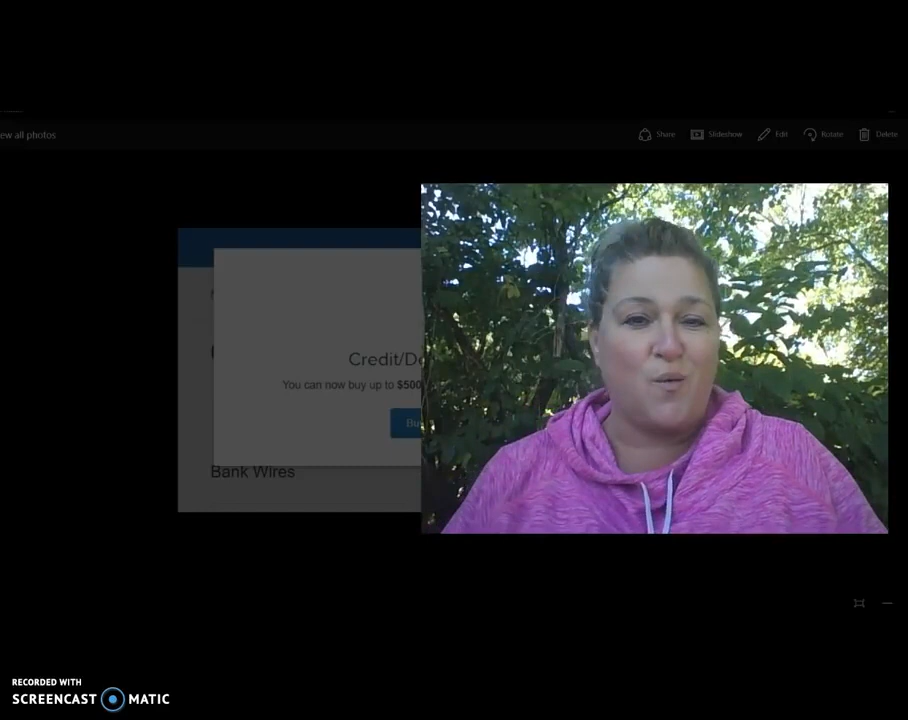 ew all photos
Share
Slideshow
Edit
Rotate
Delete
You can now buy up to $500
Bank Wires
RECORDED WITH
SCREENCAST MATIC